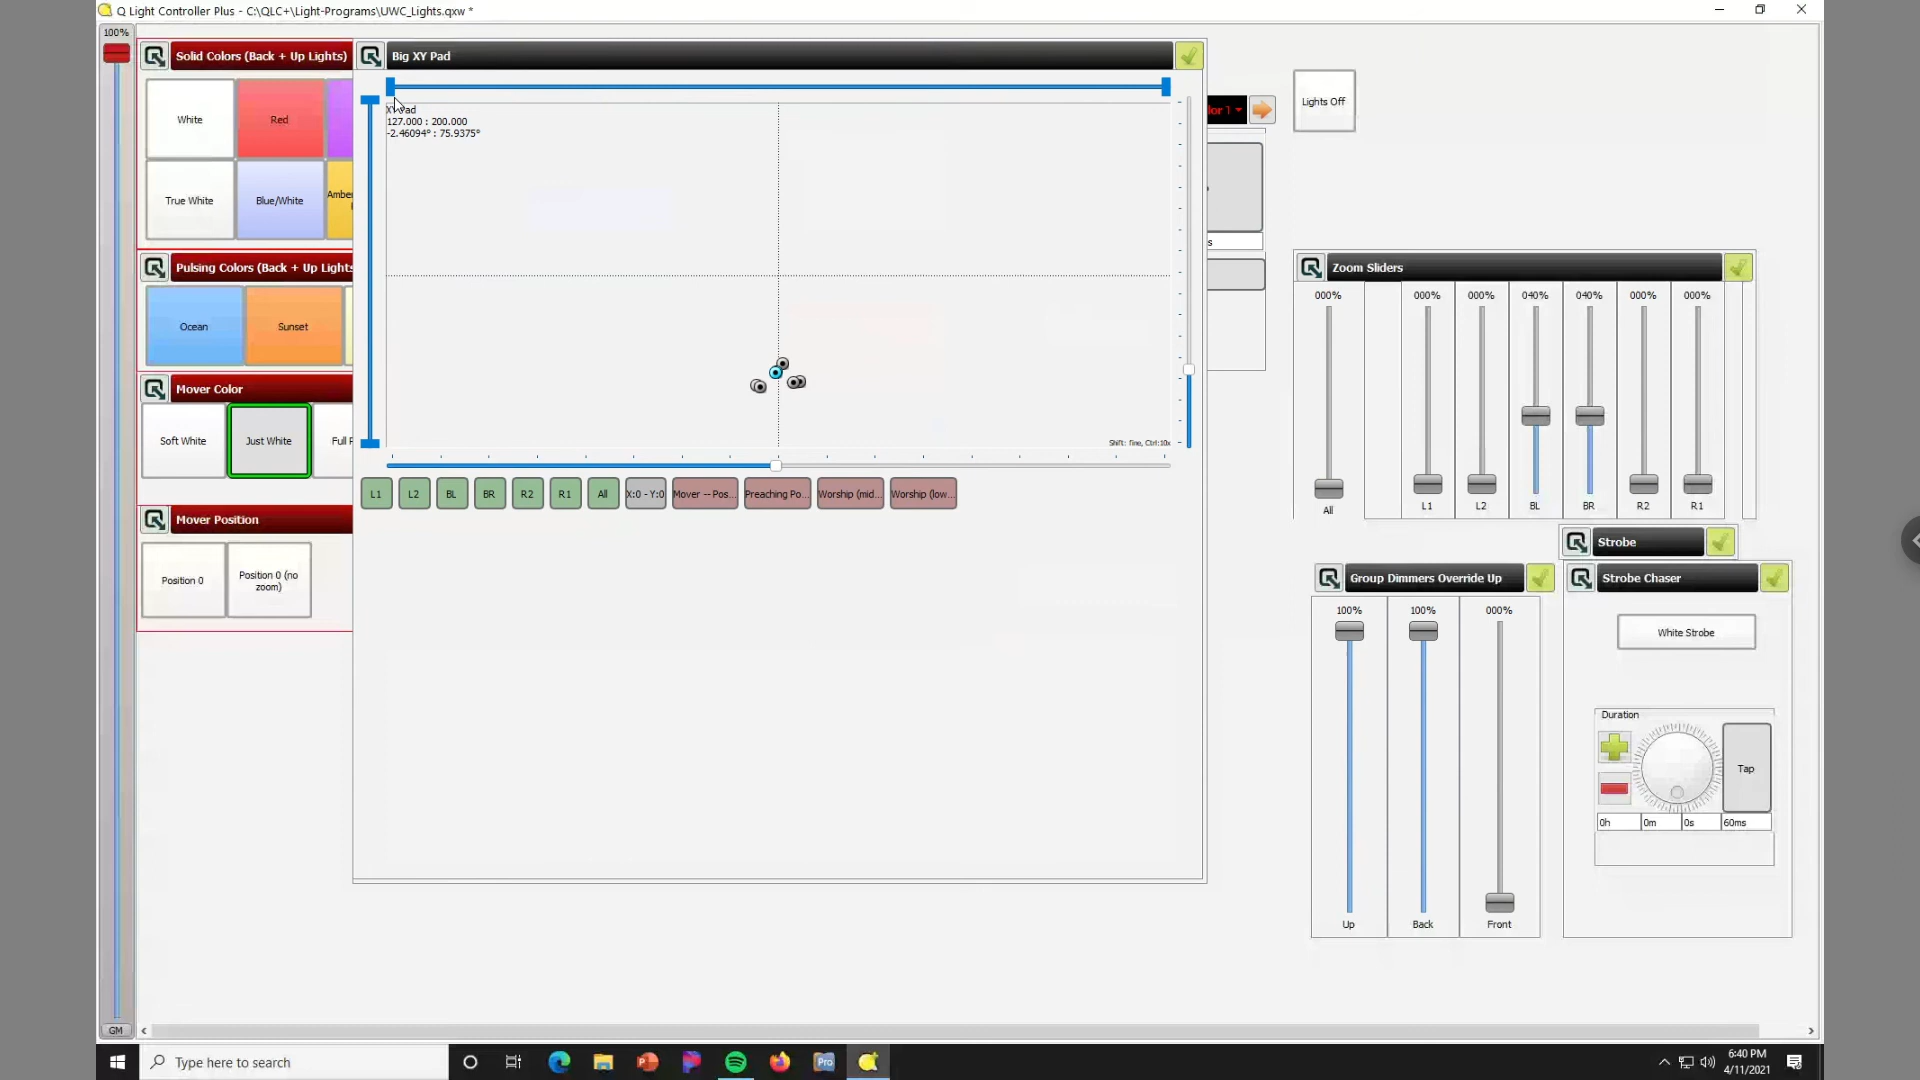 Q Light Controller Plus - C:\QLC+\Light-Programs\UWC_Lights.qxw *
100%
Solid Colors (Back + Up Lights)
White
Red
True White
Blue/White
Pulsing Colors (Back + Up Lights
Ocean
Sunset
Mover Color
Soft White
Just White
Full
Mover Position
Position 0
Position 0 (no
zoom)
GM
Big XY Pad
127.000 : 200.000
-2.46094° : 75.9375°
Shift: fine, Ctrl:10x
L1
L2
BL
BR
R2
R1
All
X:0 - Y:0
Mover -- Pos...
Preaching Po...
Worship (mid...
Worship (low...
Lights Off
Zoom Sliders
000%
000%
000%
040%
040%
000%
000%
All
L1
L2
BL
BR
R2
R1
Strobe
Group Dimmers Override Up
100%
100%
000%
Up
Back
Front
Strobe Chaser
White Strobe
Duration
Tap
0h
0m
0s
60ms
Type here to search
Pro
6:40 PM
4/11/2021